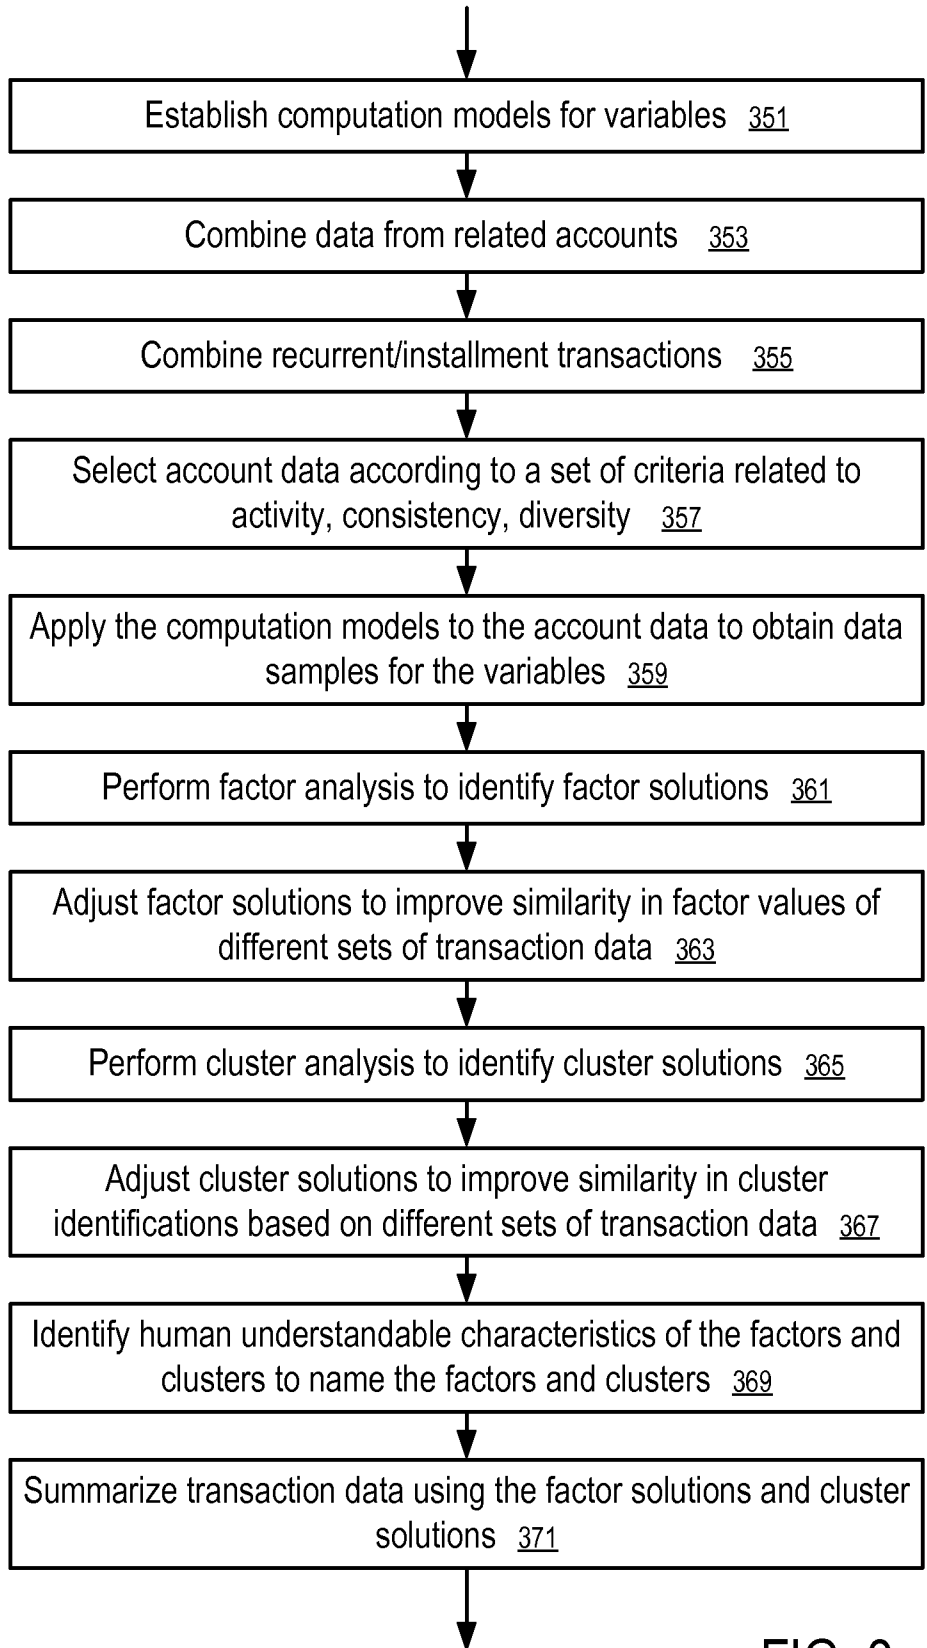 Establish computation models for variables 351
Combine data from related accounts 353
Combine recurrent/installment transactions 355
Select account data according to a set of criteria related to
activity, consistency, diversity 357
Apply the computation models to the account data to obtain data
samples for the variables 359
Perform factor analysis to identify factor solutions 361
Adjust factor solutions to improve similarity in factor values of
different sets of transaction data 363
Perform cluster analysis to identify cluster solutions 365
Adjust cluster solutions to improve similarity in cluster
identifications based on different sets of transaction data 367
Identify human understandable characteristics of the factors and
clusters to name the factors and clusters 369
Summarize transaction data using the factor solutions and cluster
solutions 371